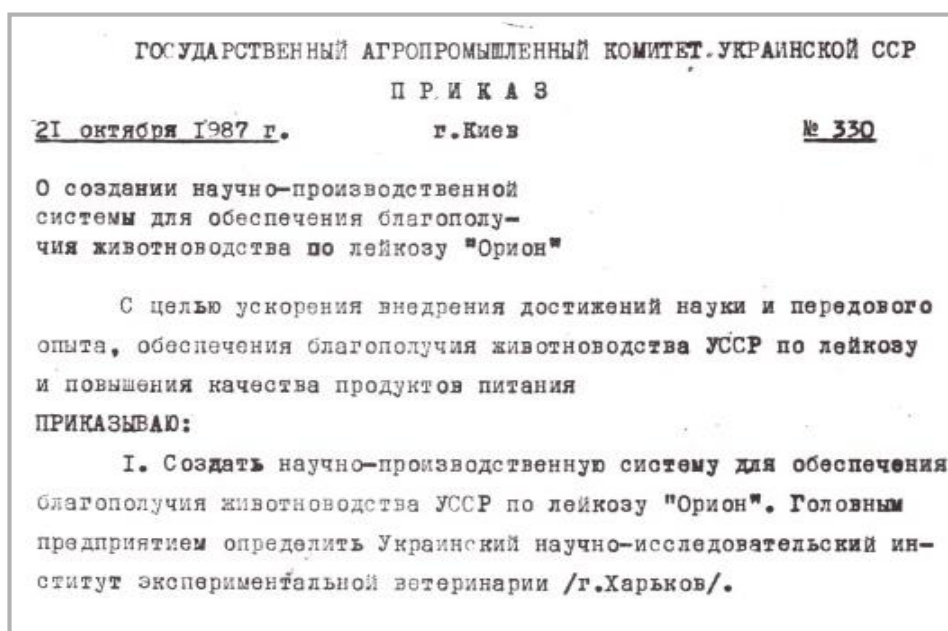 ГОСУДАРСТВЕННЫЙ АГРОПРОМЫШЛЕННЫЙ КОМИТЕТ УКРАИНСКОЙ ССР
П Р И К А З
21 октября 1987 г. г.Киев № 330
О создании научно-производственной
системы для обеспечения благополу-
чия животноводства по лейкозу "Орион"
С целью ускорения внедрения достижений науки и передового
опыта, обеспечения благополучия животноводства УССР по лейкозу
и повышения качества продуктов питания
ПРИКАЗЫВАЮ:
I. Создать научно-производственную систему для обеспечения
благополучия животноводства УССР по лейкозу "Орион". Головным
предприятием определить Украинский научно-исследовательский ин-
ститут экспериментальной ветеринарии /г.Харьков/.